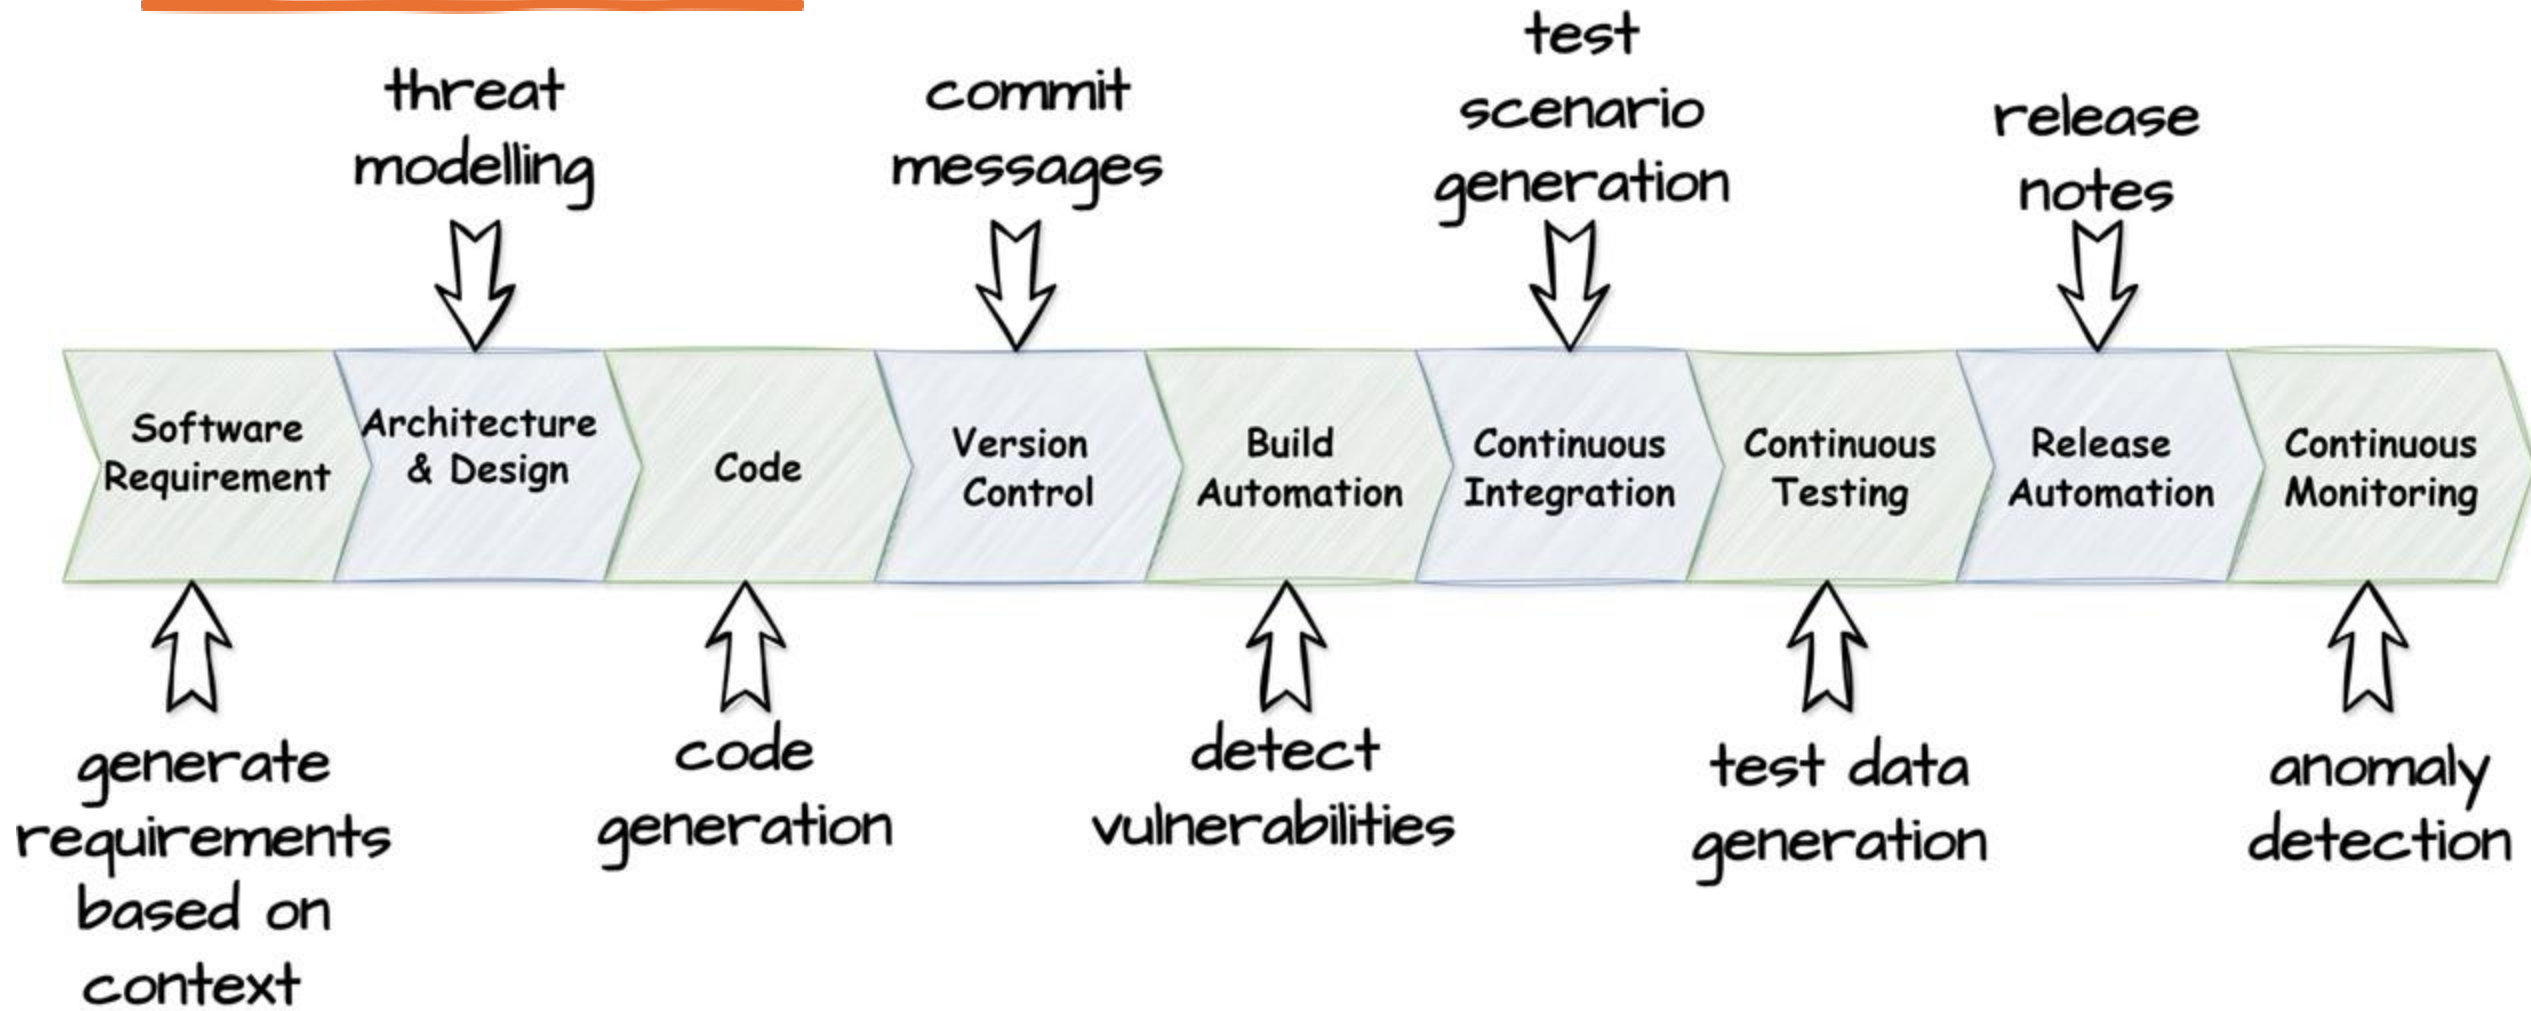 threat
modelling
commit
messages
test
scenario
generation
release
notes
Software
Requirement
Architecture
& Design
Code
Version
Control
Build
Automation
Continuous
Integration
Continuous
Testing
Release
Automation
Continuous
Monitoring
generate
requirements
based on
context
code
generation
detect
vulnerabilities
test data
generation
anomaly
detection